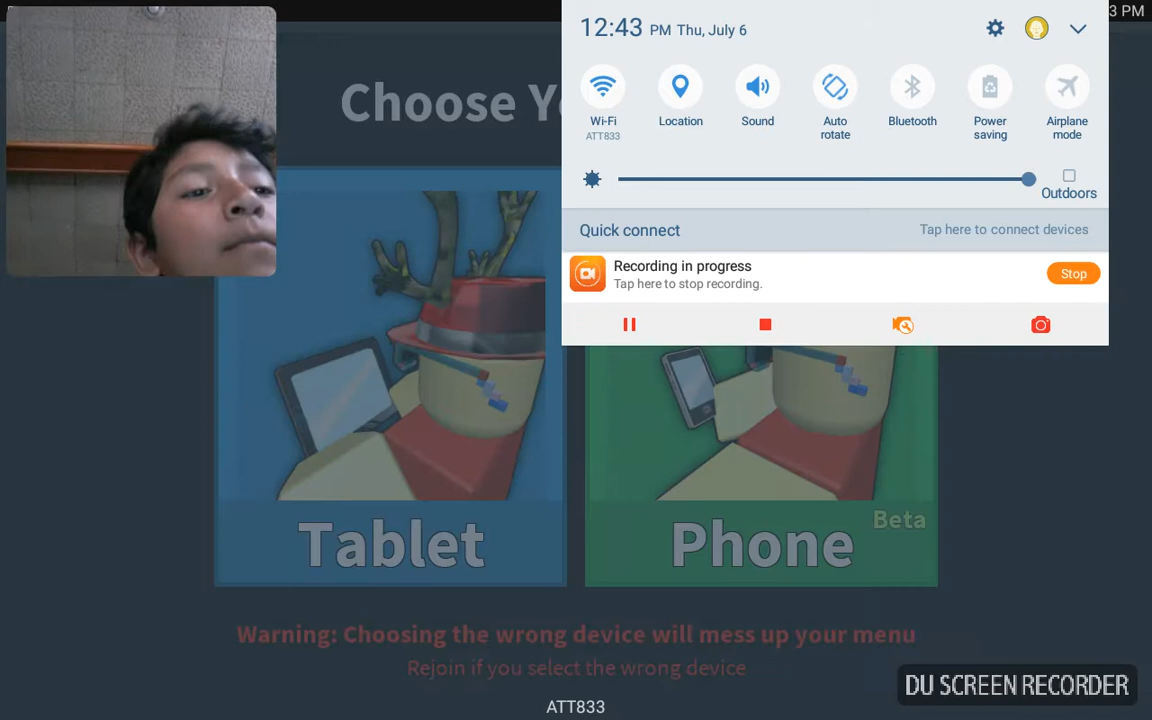 3 PM
12:43 PM Thu, July 6
Wi-Fi
ATT833
Location
Sound
Auto rotate
Bluetooth
Power saving
Airplane mode
Outdoors
Quick connect
Tap here to connect devices
Recording in progress
Tap here to stop recording.
Stop
Choose Y
Tablet
Phone
Beta
Warning: Choosing the wrong device will mess up your menu
Rejoin if you select the wrong device
ATT833
DU SCREEN RECORDER